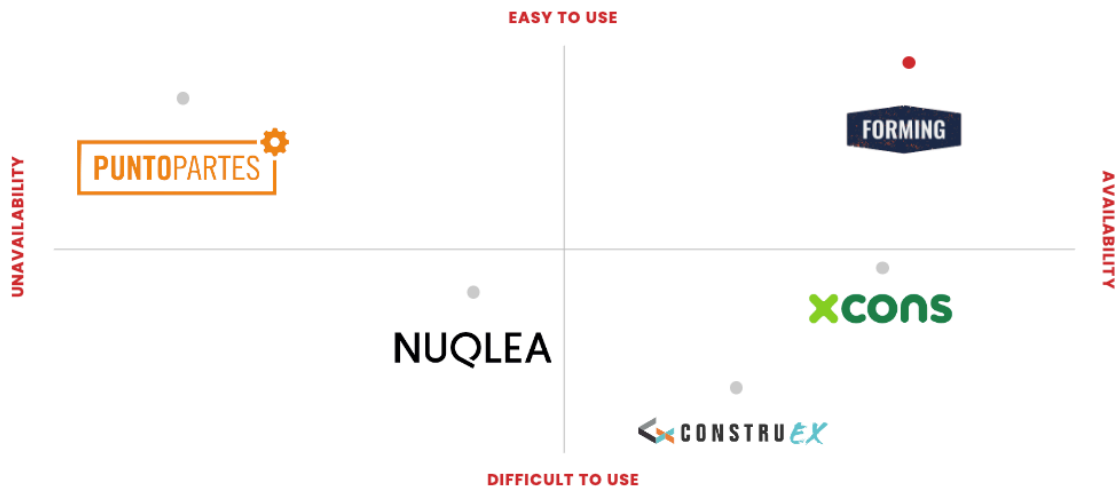 EASY TO USE
PUNTOPARTES
FORMING
UNAVAILABILITY
AVAILABILITY
NUQLEA
xcons
CONSTRUEX
DIFFICULT TO USE